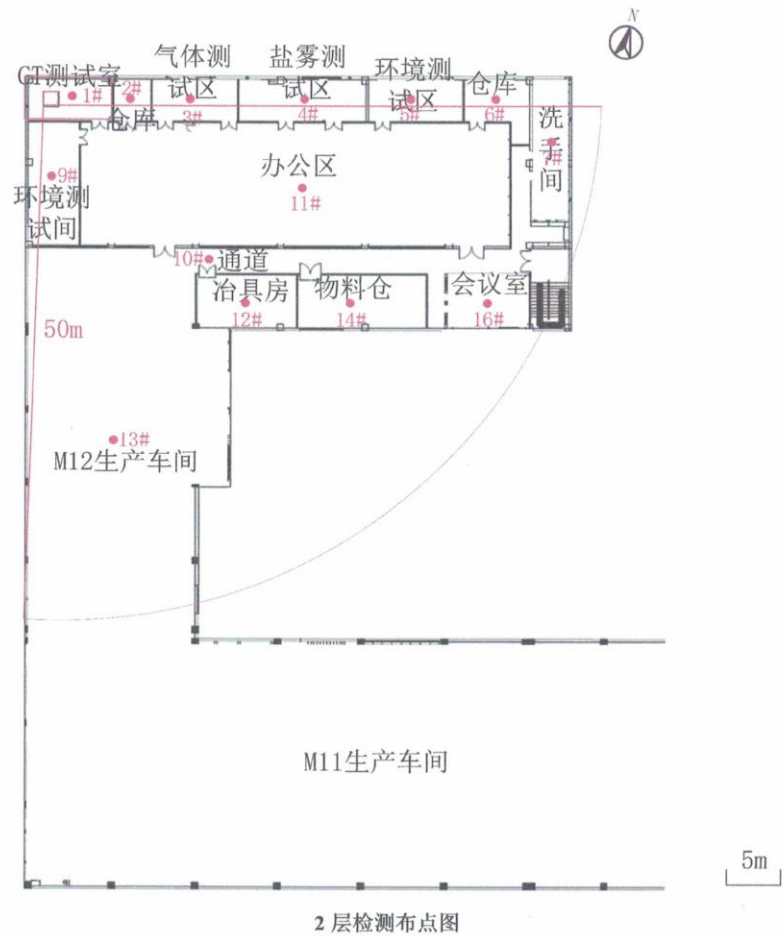 N
气体测
试区
3#
盐雾测
试区
4#
环境测
试区
5#
CT测试室
1#
2#
仓库
仓库
6#
洗手间
7#
9#
环境测
试间
办公区
11#
10#
通道
冶具房
12#
物料仓
14#
会议室
16#
50m
13#
M12生产车间
M11生产车间
5m
2 层检测布点图